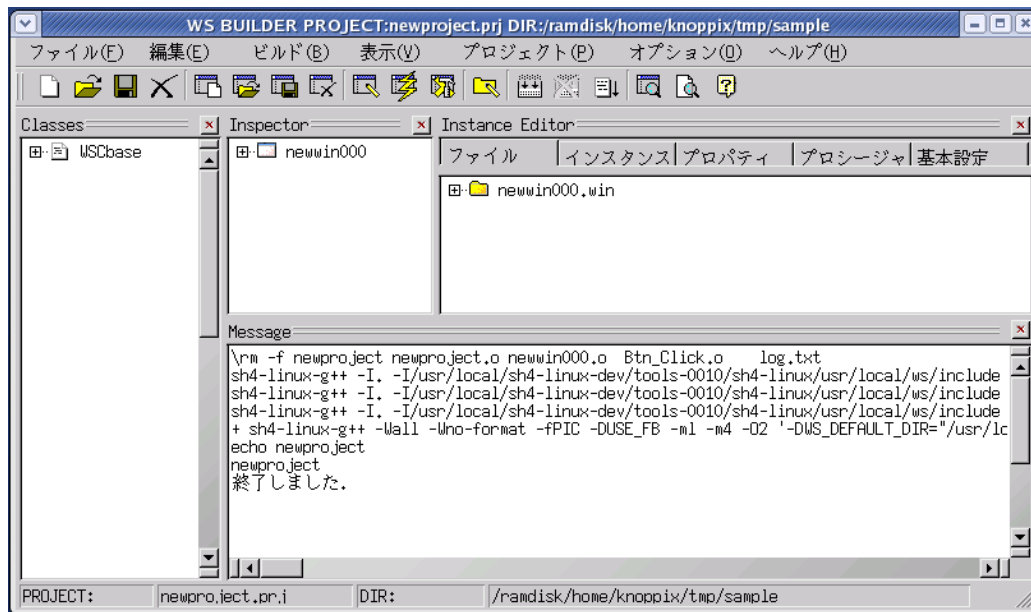 WS BUILDER PROJECT:newproject.prj DIR:/ramdisk/home/knoppix/tmp/sample
ファイル(F) 編集(E) ビルド(B) 表示(V) プロジェクト(P) オプション(O) ヘルプ(H)
Classes
WSCbase
Inspector
newwin000
Instance Editor
ファイル インスタンス プロパティ プロシージャ 基本設定
newwin000.win
Message
\rm -f newproject newproject.o newwin000.o Btn_Click.o log.txt
sh4-linux-g++ -I. -I/usr/local/sh4-linux-dev/tools-0010/sh4-linux/usr/local/ws/include
sh4-linux-g++ -I. -I/usr/local/sh4-linux-dev/tools-0010/sh4-linux/usr/local/ws/include
sh4-linux-g++ -I. -I/usr/local/sh4-linux-dev/tools-0010/sh4-linux/usr/local/ws/include
+ sh4-linux-g++ -Wall -Wno-format -fPIC -DUSE_FB -ml -m4 -O2 '-DWS_DEFAULT_DIR="/usr/lc
echo newproject
newproject
終了しました.
PROJECT: newproject.prj DIR: /ramdisk/home/knoppix/tmp/sample